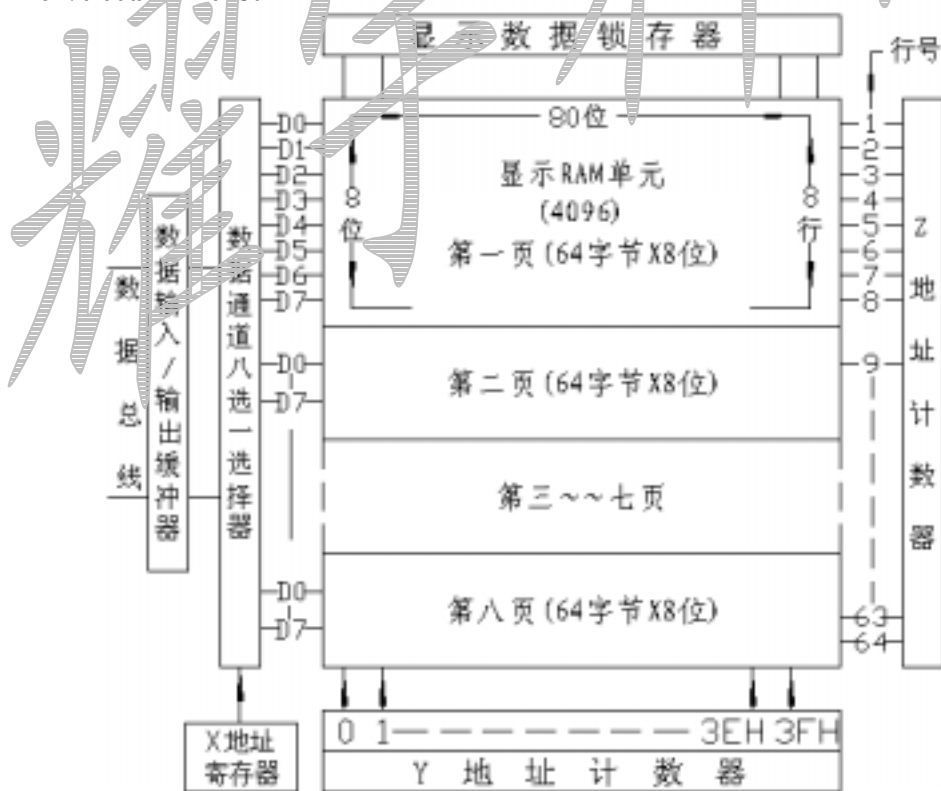 显示数据锁存器
行号
80位
8位
8行
显示RAM单元
(4096)
第一页(64字节X8位)
第二页(64字节X8位)
第三~~七页
第八页(64字节X8位)
D0
D1
D2
D3
D4
D5
D6
D7
D0
D7
D0
D7
1
2
3
4
5
6
7
8
9
63
64
数据总线
数据输入/输出缓冲器
数据通道八选一选择器
Z地址计数器
X地址
寄存器
0 1 3EH 3FH
Y地址计数器
耀宇